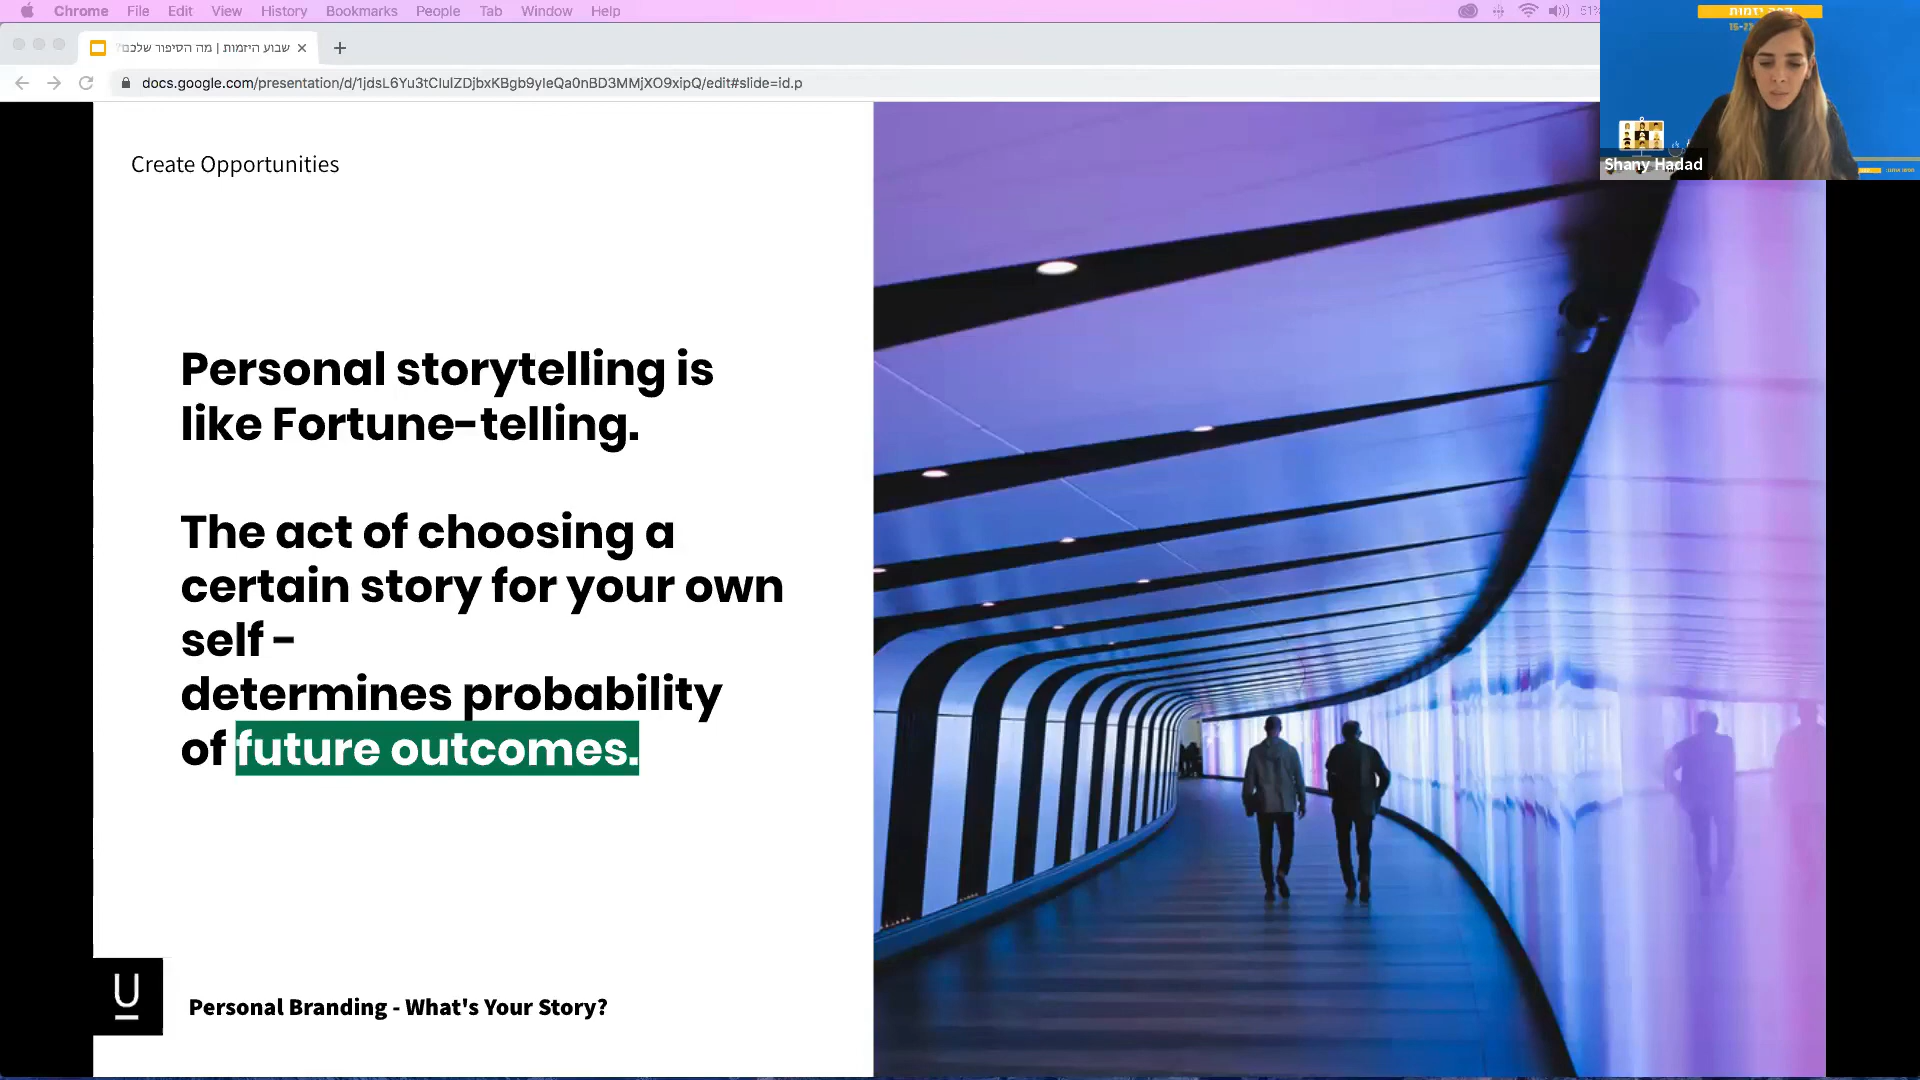 Chrome File Edit View History Bookmarks People Tab Window Help
51%
שבוע היזמות | מה הסיפור שלכם?
docs.google.com/presentation/d/1jdsL6Yu3tCIuIZDjbxKBgb9yIeQa0nBD3MMjXO9xipQ/edit#slide=id.p
Shany Hadad
Create Opportunities
Personal storytelling is
like Fortune-telling.
The act of choosing a
certain story for your own
self -
determines probability
of future outcomes.
U
Personal Branding - What's Your Story?